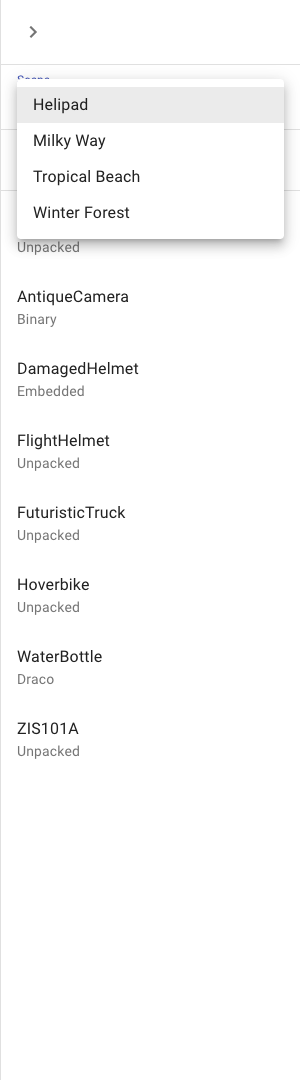 Helipad
Milky Way
Tropical Beach
Winter Forest
Unpacked
AntiqueCamera
Binary
DamagedHelmet
Embedded
FlightHelmet
Unpacked
FuturisticTruck
Unpacked
Hoverbike
Unpacked
WaterBottle
Draco
ZIS101A
Unpacked